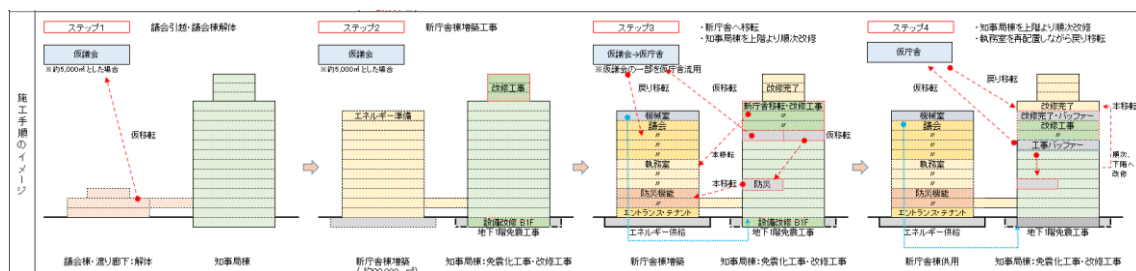 施工手順のイメージ
ステップ1
議会引越・議会棟解体
仮議会
※約5,000㎡とした場合
仮移転
議会棟・渡り廊下:解体
知事局棟
ステップ2
新庁舎棟増築工事
仮議会
※約5,000㎡とした場合
エネルギー準備
改修工事
設備改修 B1F
地下1階免震工事
新庁舎棟増築
知事局棟:免震化工事・改修工事
ステップ3
・新庁舎へ移転
・知事局棟を上階より順次改修
仮議会→仮庁舎
※仮議会の一部を仮庁舎流用
戻り移転
仮移転
改修完了
新庁舎移転・改修工事
〃
〃
仮移転
機械室
議会
〃
〃
執務室
〃
〃
防災機能
〃
エントランス・テナント
本移転
本移転
防災
設備改修 B1F
エネルギー供給
地下1階免震工事
新庁舎棟増築
知事局棟:免震化工事・改修工事
ステップ4
・知事局棟を上階より順次改修
・執務室を再配置しながら戻り移転
仮庁舎
戻り移転
仮移転
改修完了
改修完了・バッファー
改修工事
〃
工事バッファー
本移転
順次、
下階へ
改修
機械室
議会
〃
〃
執務室
〃
〃
防災機能
〃
エントランス・テナント
エネルギー供給
地下1階免震工事
新庁舎棟供用
知事局棟:免震化工事・改修工事